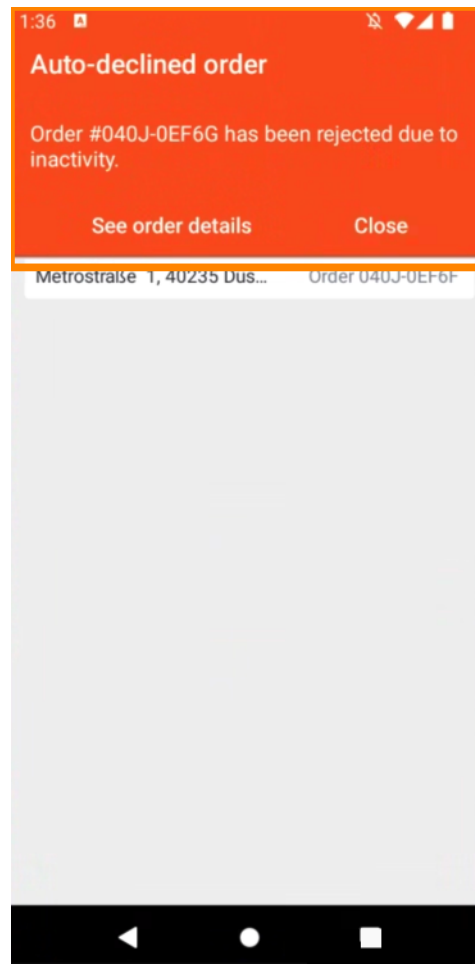 1:36 A
Auto-declined order
Order #040J-0EF6G has been rejected due to
inactivity.
See order details Close
Metrostraße 1, 40235 Düs... Order 040J-0EF6F